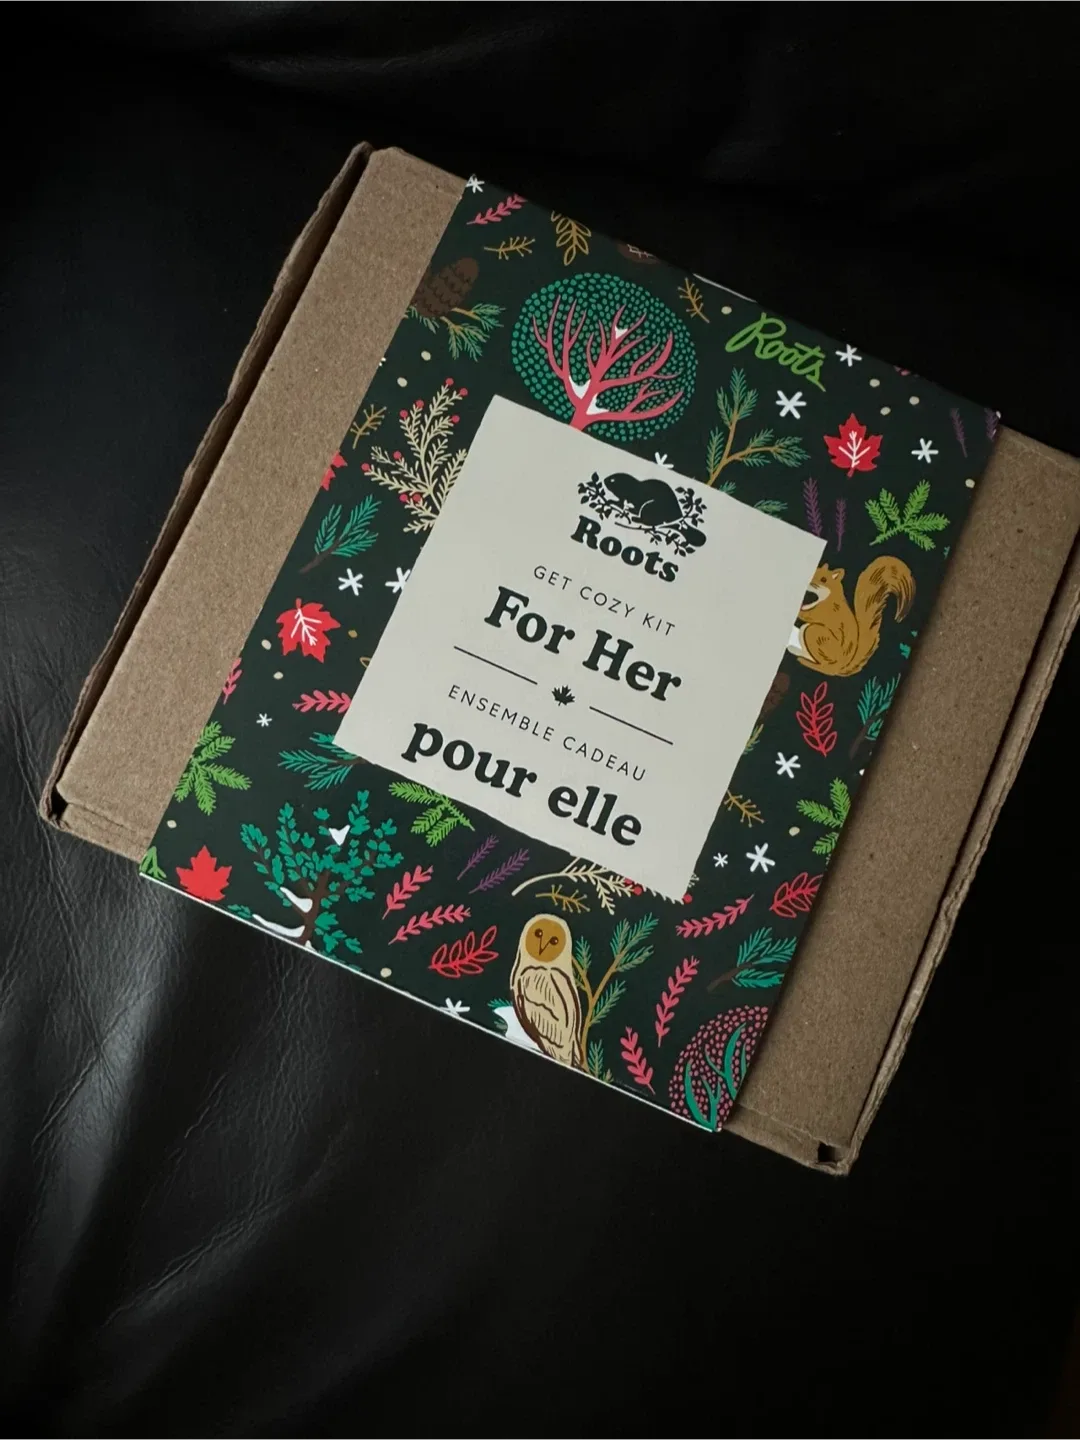 Roots
Roots
GET COZY KIT
For Her
ENSEMBLE CADEAU
pour elle